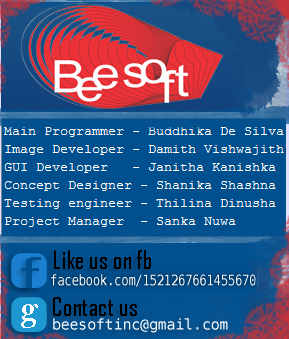 Beesoft
Main Programmer - Buddhika De Silva
Image Developer - Damith Vishwajith
GUI Developer - Janitha Kanishka
Concept Designer - Shanika Shashna
Testing engineer - Thilina Dinusha
Project Manager - Sanka Nuwa
f
Like us on fb
facebook.com/1521267661455670
g
Contact us
beesoftinc@gmail.com